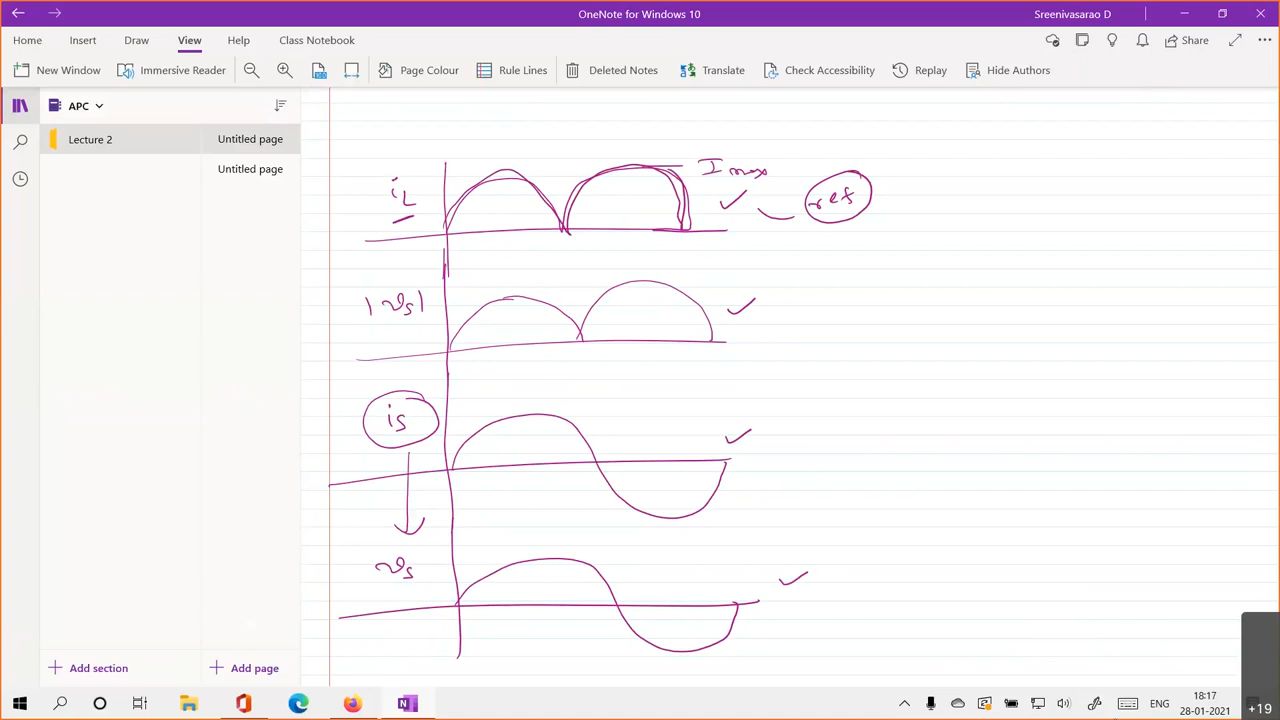 OneNote for Windows 10
Sreenivasarao D
Home Insert Draw View Help Class Notebook
Share
New Window Immersive Reader Page Colour Rule Lines Deleted Notes Translate Check Accessibility Replay Hide Authors
APC
Lecture 2
Untitled page
Untitled page
iL
Imax
ref
|vs|
is
vs
Add section
Add page
ENG
18:17
28-01-2021
+19